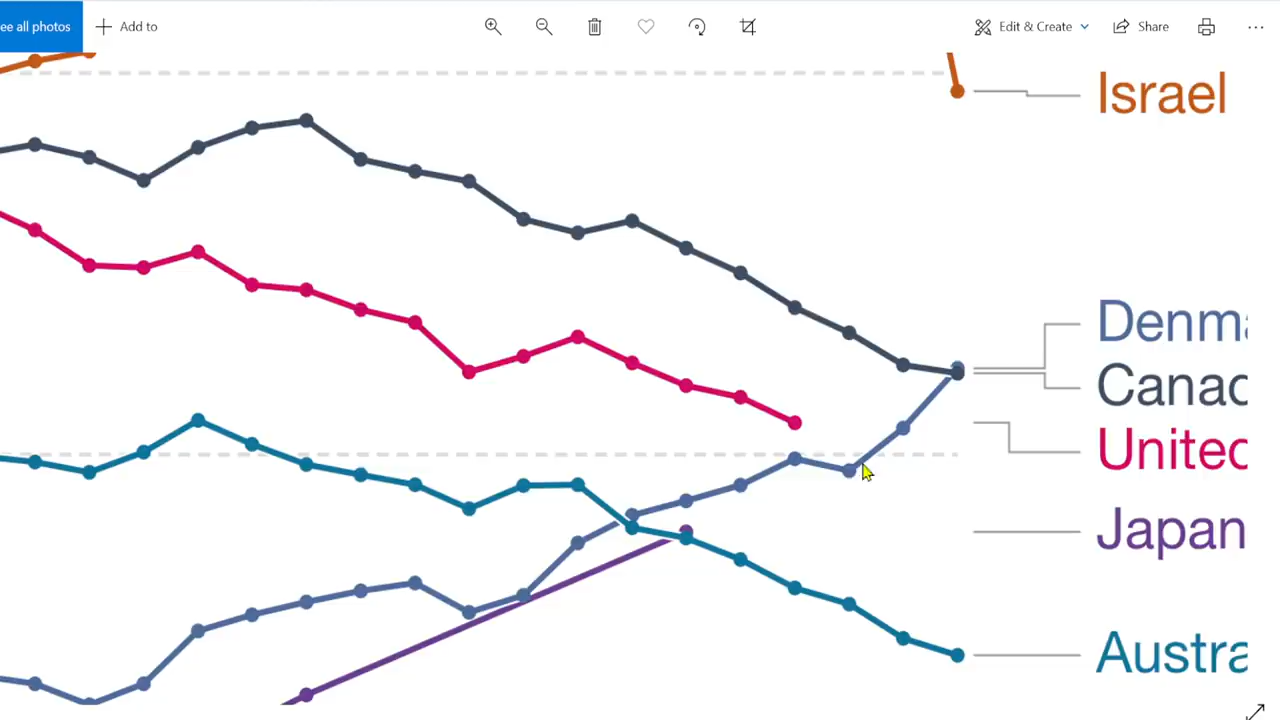 ee all photos
Add to
Edit & Create
Share
Israel
Denma
Canad
United
Japan
Austra